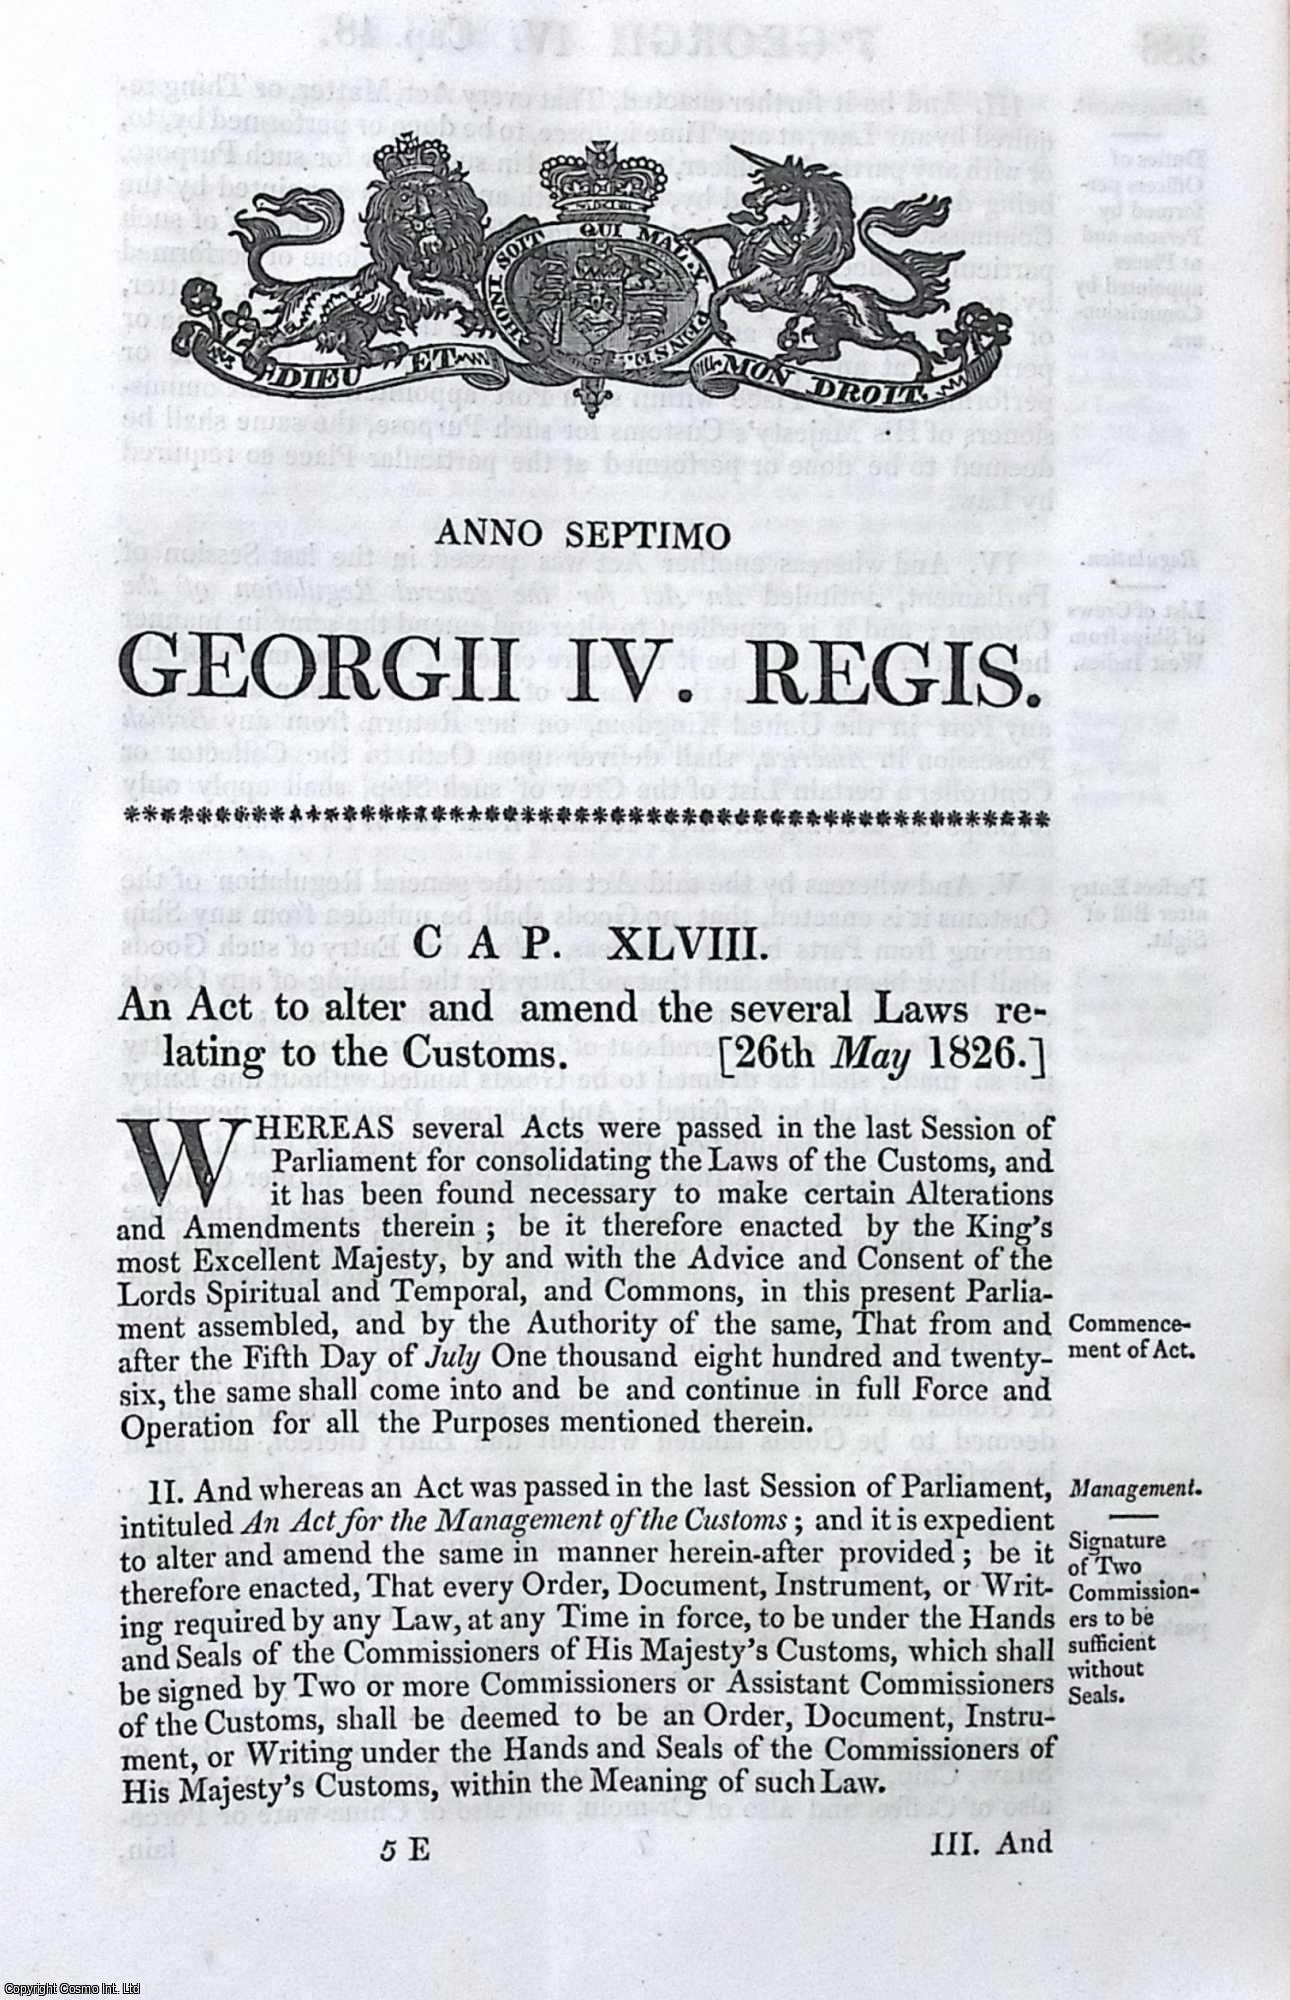 HONI SOIT QUI MAL Y PENSE.
DIEU ET MON DROIT.
ANNO SEPTIMO
GEORGII IV. REGIS.
C A P. XLVIII.
An Act to alter and amend the several Laws re-
lating to the Customs. [26th May 1826.]
WHEREAS several Acts were passed in the last Session of
Parliament for consolidating the Laws of the Customs, and
it has been found necessary to make certain Alterations
and Amendments therein; be it therefore enacted by the King's
most Excellent Majesty, by and with the Advice and Consent of the
Lords Spiritual and Temporal, and Commons, in this present Parlia-
ment assembled, and by the Authority of the same, That from and
after the Fifth Day of July One thousand eight hundred and twenty-
six, the same shall come into and be and continue in full Force and
Operation for all the Purposes mentioned therein.
Commence-
ment of Act.
II. And whereas an Act was passed in the last Session of Parliament,
intituled An Act for the Management of the Customs; and it is expedient
to alter and amend the same in manner herein-after provided; be it
therefore enacted, That every Order, Document, Instrument, or Writ-
ing required by any Law, at any Time in force, to be under the Hands
and Seals of the Commissioners of His Majesty's Customs, which shall
be signed by Two or more Commissioners or Assistant Commissioners
of the Customs, shall be deemed to be an Order, Document, Instru-
ment, or Writing under the Hands and Seals of the Commissioners of
His Majesty's Customs, within the Meaning of such Law.
Management.
Signature
of Two
Commission-
ers to be
sufficient
without
Seals.
5 E
III. And
Copyright Cosmo Int. Ltd